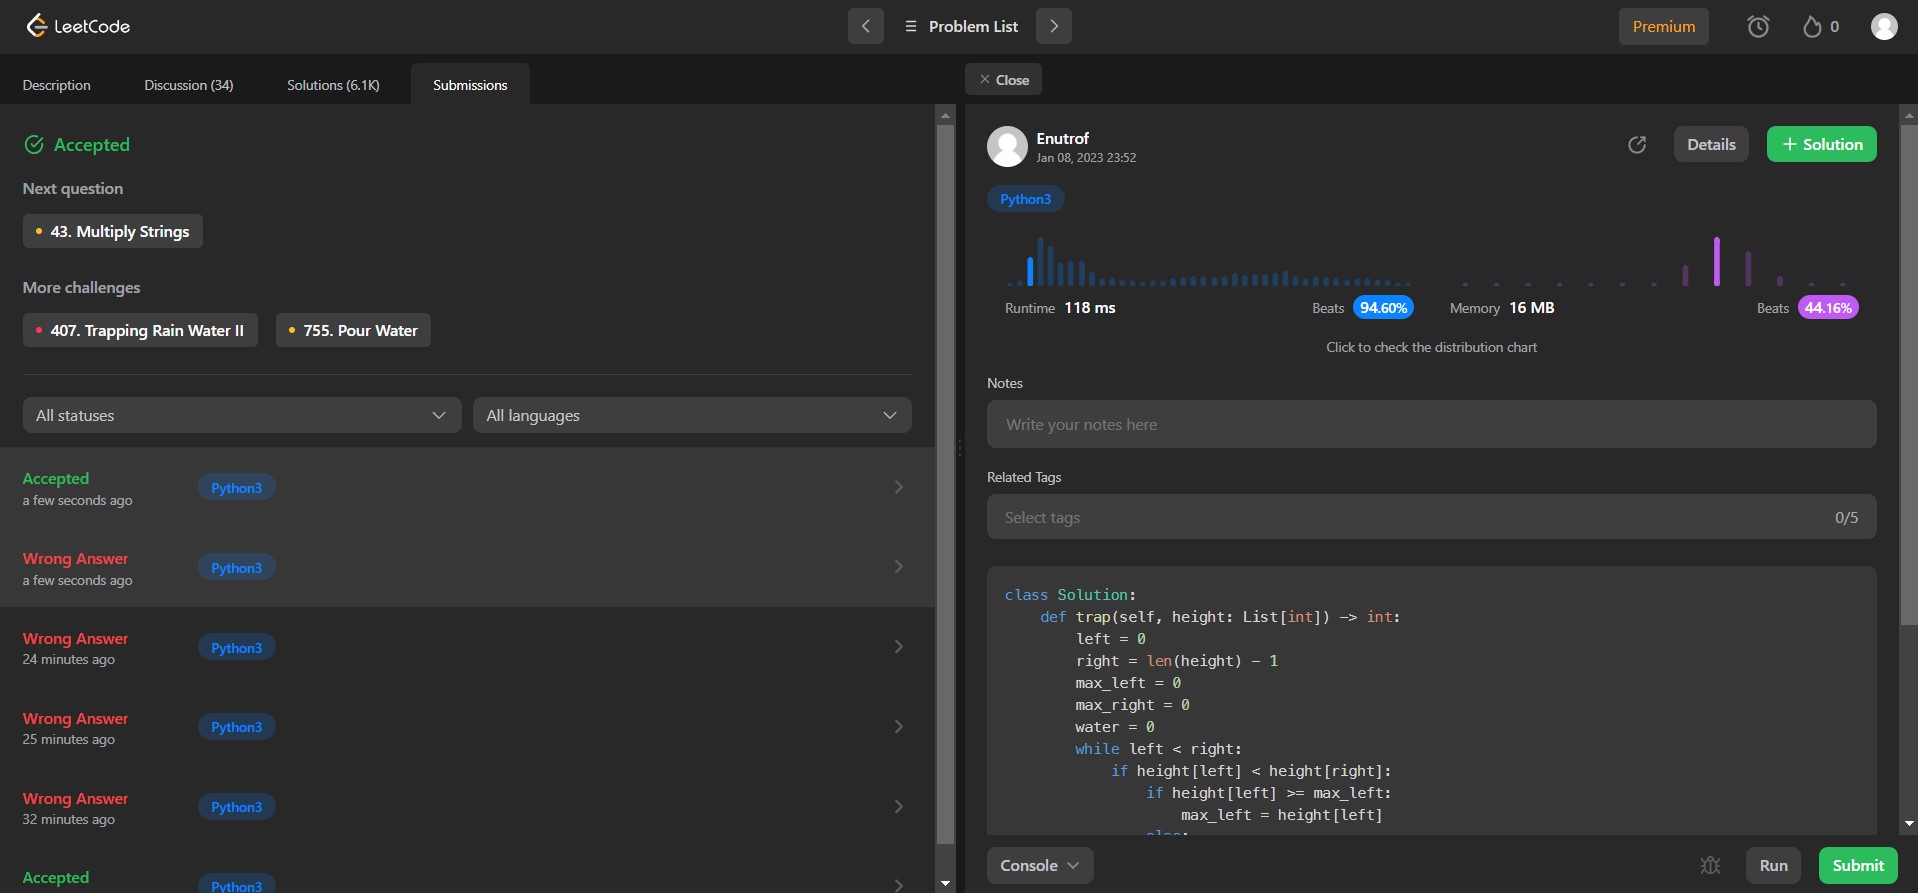 LeetCode
Problem List
Premium
0
Description
Discussion (34)
Solutions (6.1K)
Submissions
Close
Accepted
Next question
43. Multiply Strings
More challenges
407. Trapping Rain Water II
755. Pour Water
All statuses
All languages
Accepted
a few seconds ago
Python3
Wrong Answer
a few seconds ago
Python3
Wrong Answer
24 minutes ago
Python3
Wrong Answer
25 minutes ago
Python3
Wrong Answer
32 minutes ago
Python3
Accepted
Python3
Enutrof
Jan 08, 2023 23:52
Details
+ Solution
Python3
Runtime 118 ms
Beats 94.60%
Memory 16 MB
Beats 44.16%
Click to check the distribution chart
Notes
Write your notes here
Related Tags
Select tags
0/5
class Solution:
    def trap(self, height: List[int]) -> int:
        left = 0
        right = len(height) - 1
        max_left = 0
        max_right = 0
        water = 0
        while left < right:
            if height[left] < height[right]:
                if height[left] >= max_left:
                    max_left = height[left]
                else:
Console
Run
Submit